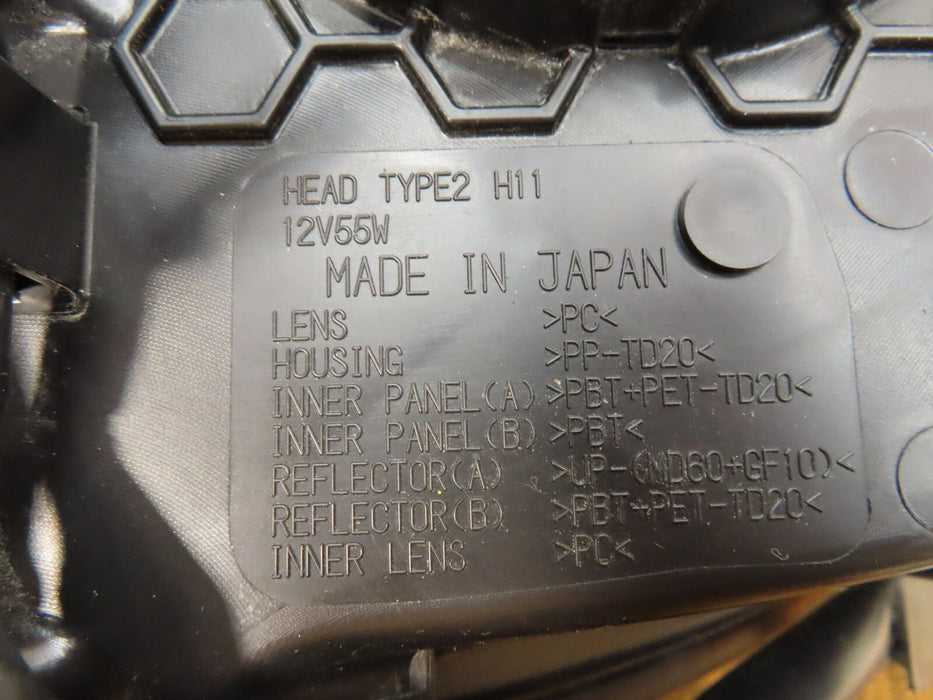 HEAD TYPE2 H11
12V55W
MADE IN JAPAN
LENS >PC<
HOUSING >PP-TD20<
INNER PANEL(A) >PBT+PET-TD20<
INNER PANEL(B) >PBT<
REFLECTOR(A) >UP-(MD60+GF10)<
REFLECTOR(B) >PBT+PET-TD20<
INNER LENS >PC<